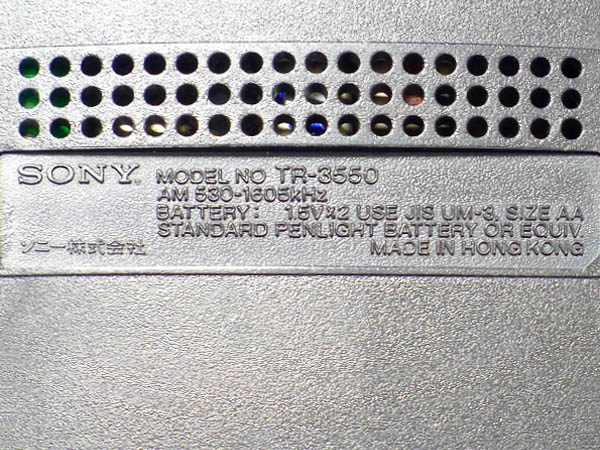 SONY MODEL NO TR-3550
AM 530-1605kHz
BATTERY: 1.5V×2 USE JIS UM-3, SIZE AA
STANDARD PENLIGHT BATTERY OR EQUIV.
ソニー株式会社 MADE IN HONG KONG